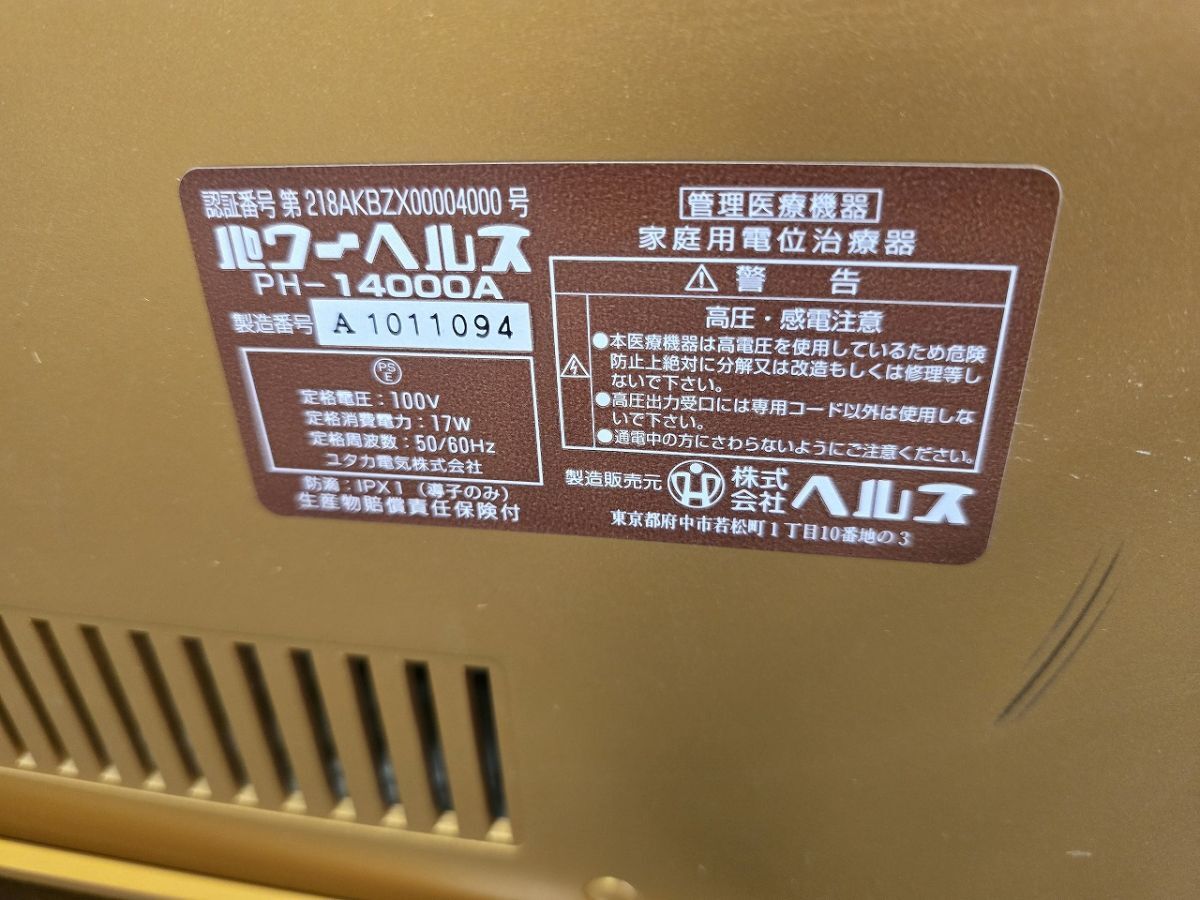 認証番号 第 218AKBZX00004000 号
パワーヘルス
PH-14000A
製造番号 A 1011094
PS
E
定格電圧：100V
定格消費電力：17W
定格周波数：50/60Hz
ユタカ電気株式会社
防滴：IPX1（導子のみ）
生産物賠償責任保険付
管理医療機器
家庭用電位治療器
警 告
高圧・感電注意
●本医療機器は高電圧を使用しているため危険
防止上絶対に分解又は改造もしくは修理等し
ないで下さい。
●高圧出力受口には専用コード以外は使用しな
いで下さい。
●通電中の方にさわらないようにご注意ください。
製造販売元 株式会社 ヘルス
東京都府中市若松町1丁目10番地の3